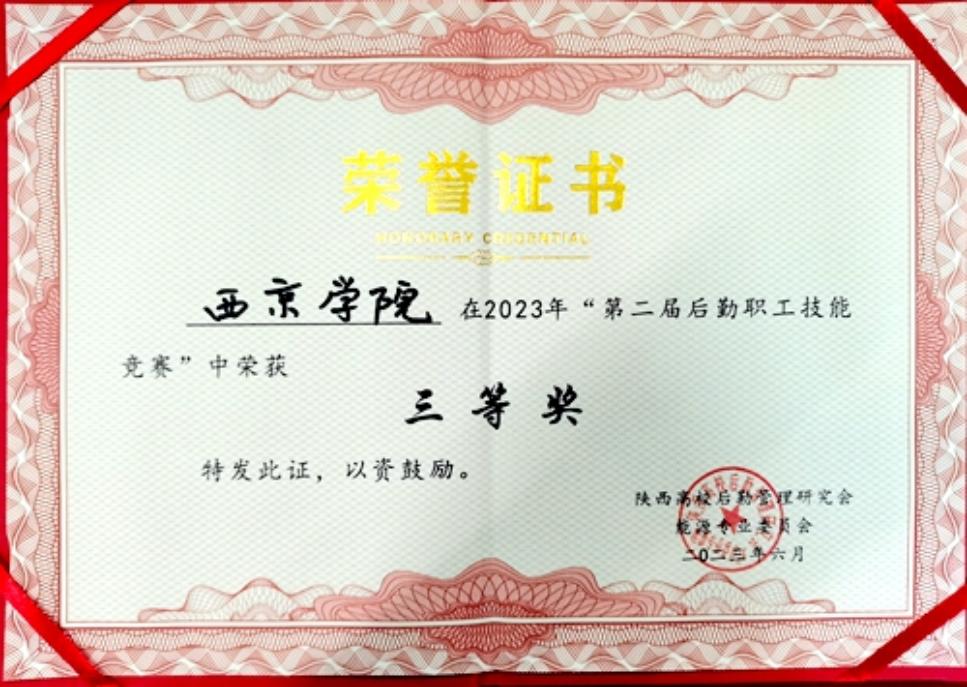 荣誉证书
HONORARY CREDENTIAL
西京学院 在2023年“第二届后勤职工技能
竞赛”中荣获
三等奖
特发此证，以资鼓励。
陕西高校后勤管理研究会
能源专业委员会
二〇二三年六月